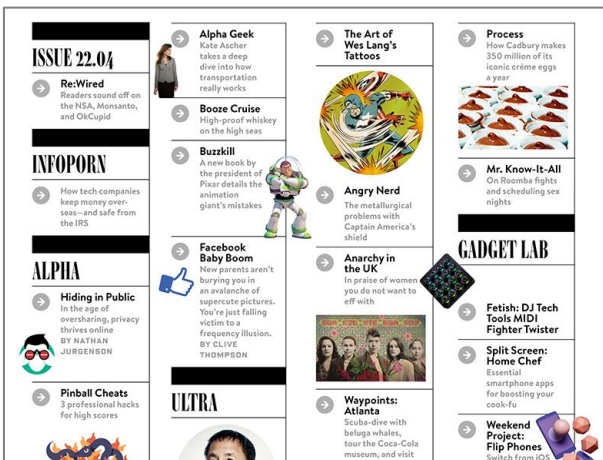 ISSUE 22.04
Re:Wired
Readers sound off on
the NSA, Monsanto,
and OkCupid
INFOPORN
How tech companies
keep money over-
seas—and safe from
the IRS
ALPHA
Hiding in Public
In the age of
oversharing, privacy
thrives online
BY NATHAN
JURGENSON
Pinball Cheats
3 professional hacks
for high scores
Alpha Geek
Kate Ascher
takes a deep
dive into how
transportation
really works
Booze Cruise
High-proof whiskey
on the high seas
Buzzkill
A new book by
the president of
Pixar details the
animation
giant's mistakes
Facebook
Baby Boom
New parents aren't
burying you in
an avalanche of
supercute pictures.
You're just falling
victim to a
frequency illusion.
BY CLIVE
THOMPSON
ULTRA
The Art of
Wes Lang's
Tattoos
Angry Nerd
The metallurgical
problems with
Captain America's
shield
Anarchy in
the UK
In praise of women
you do not want to
eff with
Waypoints:
Atlanta
Scuba-dive with
beluga whales,
tour the Coca-Cola
museum, and visit
Process
How Cadbury makes
350 million of its
iconic crème eggs
a year
Mr. Know-It-All
On Roomba fights
and scheduling sex
nights
GADGET LAB
Fetish: DJ Tech
Tools MIDI
Fighter Twister
Split Screen:
Home Chef
Essential
smartphone apps
for boosting your
cook-fu
Weekend
Project:
Flip Phones
Switch from iOS